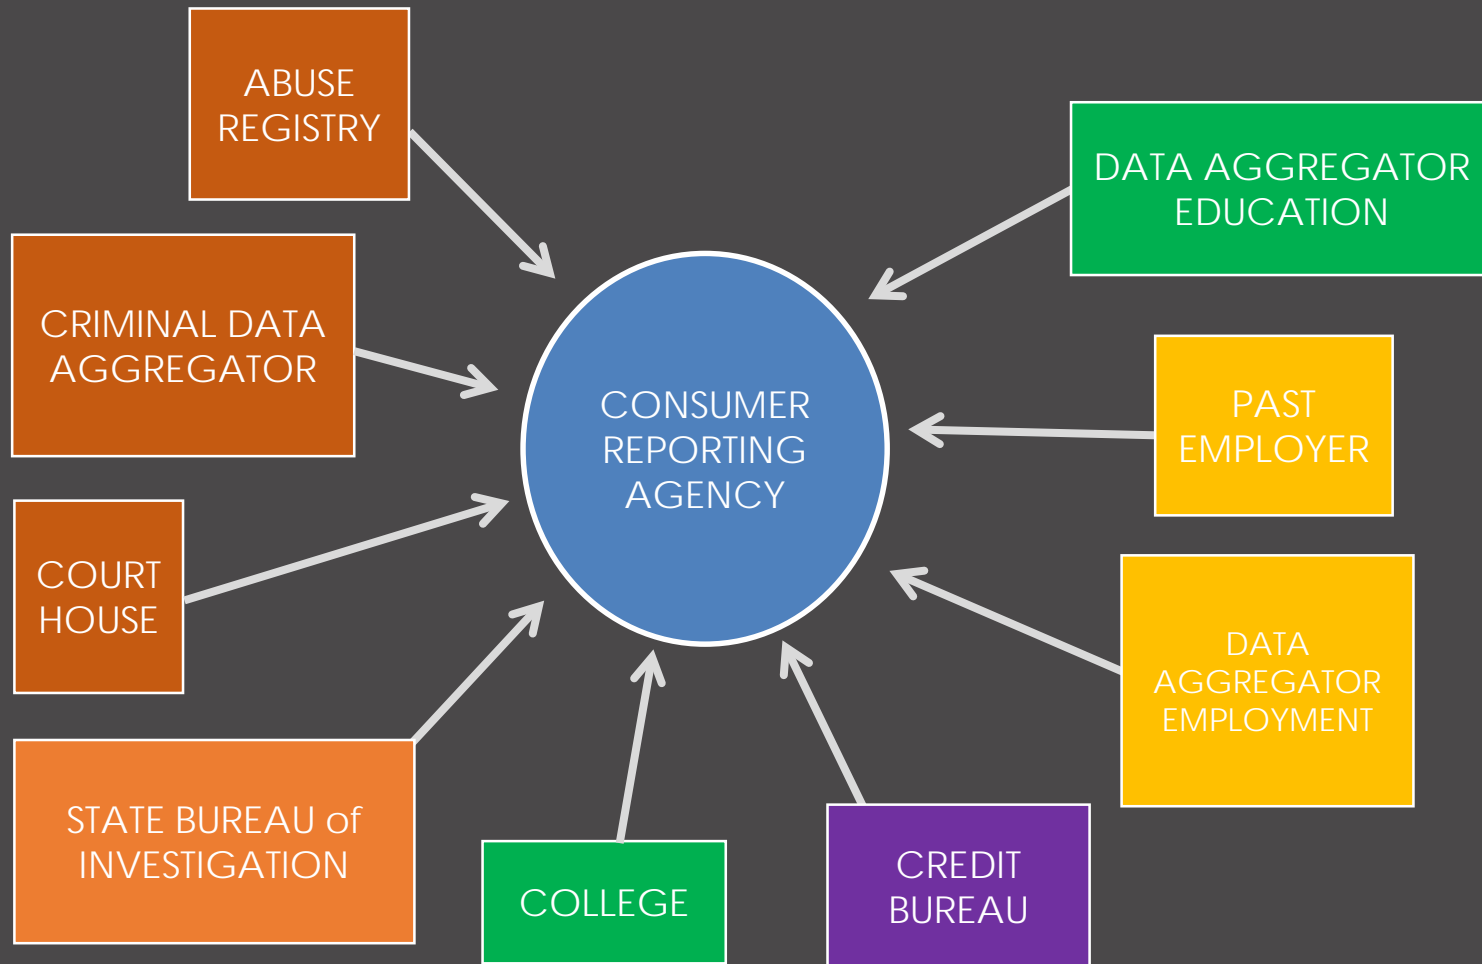 ABUSE
REGISTRY
DATA AGGREGATOR
EDUCATION
CRIMINAL DATA
AGGREGATOR
CONSUMER
REPORTING
AGENCY
PAST
EMPLOYER
COURT
HOUSE
DATA
AGGREGATOR
EMPLOYMENT
STATE BUREAU of
INVESTIGATION
COLLEGE
CREDIT
BUREAU